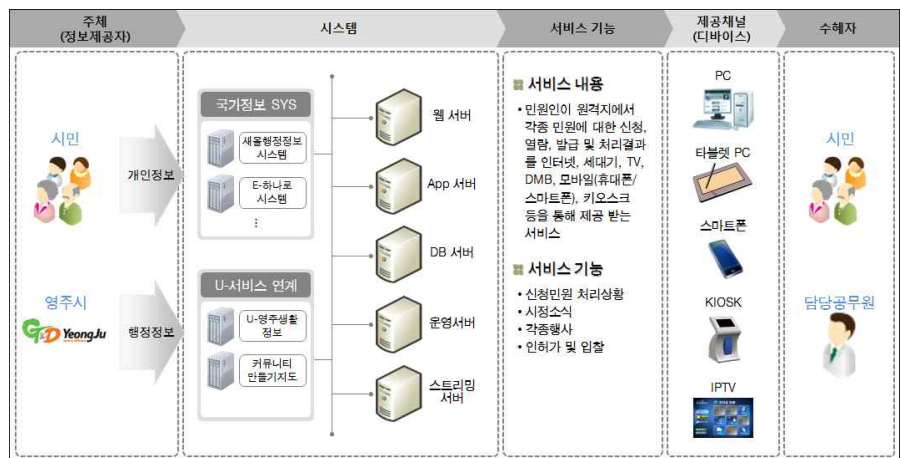 주체
(정보제공자)
시스템
서비스 기능
제공채널
(디바이스)
수혜자
시민
개인정보
영주시
G&D YeongJu
행정정보
국가정보 SYS
새울행정정보
시스템
E-하나로
시스템
⋮
U-서비스 연계
U-영주생활
정보
커뮤니티
만들기지도
웹 서버
App 서버
DB 서버
운영서버
스트리밍
서버
서비스 내용
• 민원인이 원격지에서
각종 민원에 대한 신청,
열람, 발급 및 처리결과
를 인터넷, 세대기, TV,
DMB, 모바일(휴대폰/
스마트폰), 키오스크
등을 통해 제공 받는
서비스
서비스 기능
• 신청민원 처리상황
• 시정소식
• 각종행사
• 인허가 및 입찰
PC
타블렛 PC
스마트폰
KIOSK
IPTV
시민
담당공무원